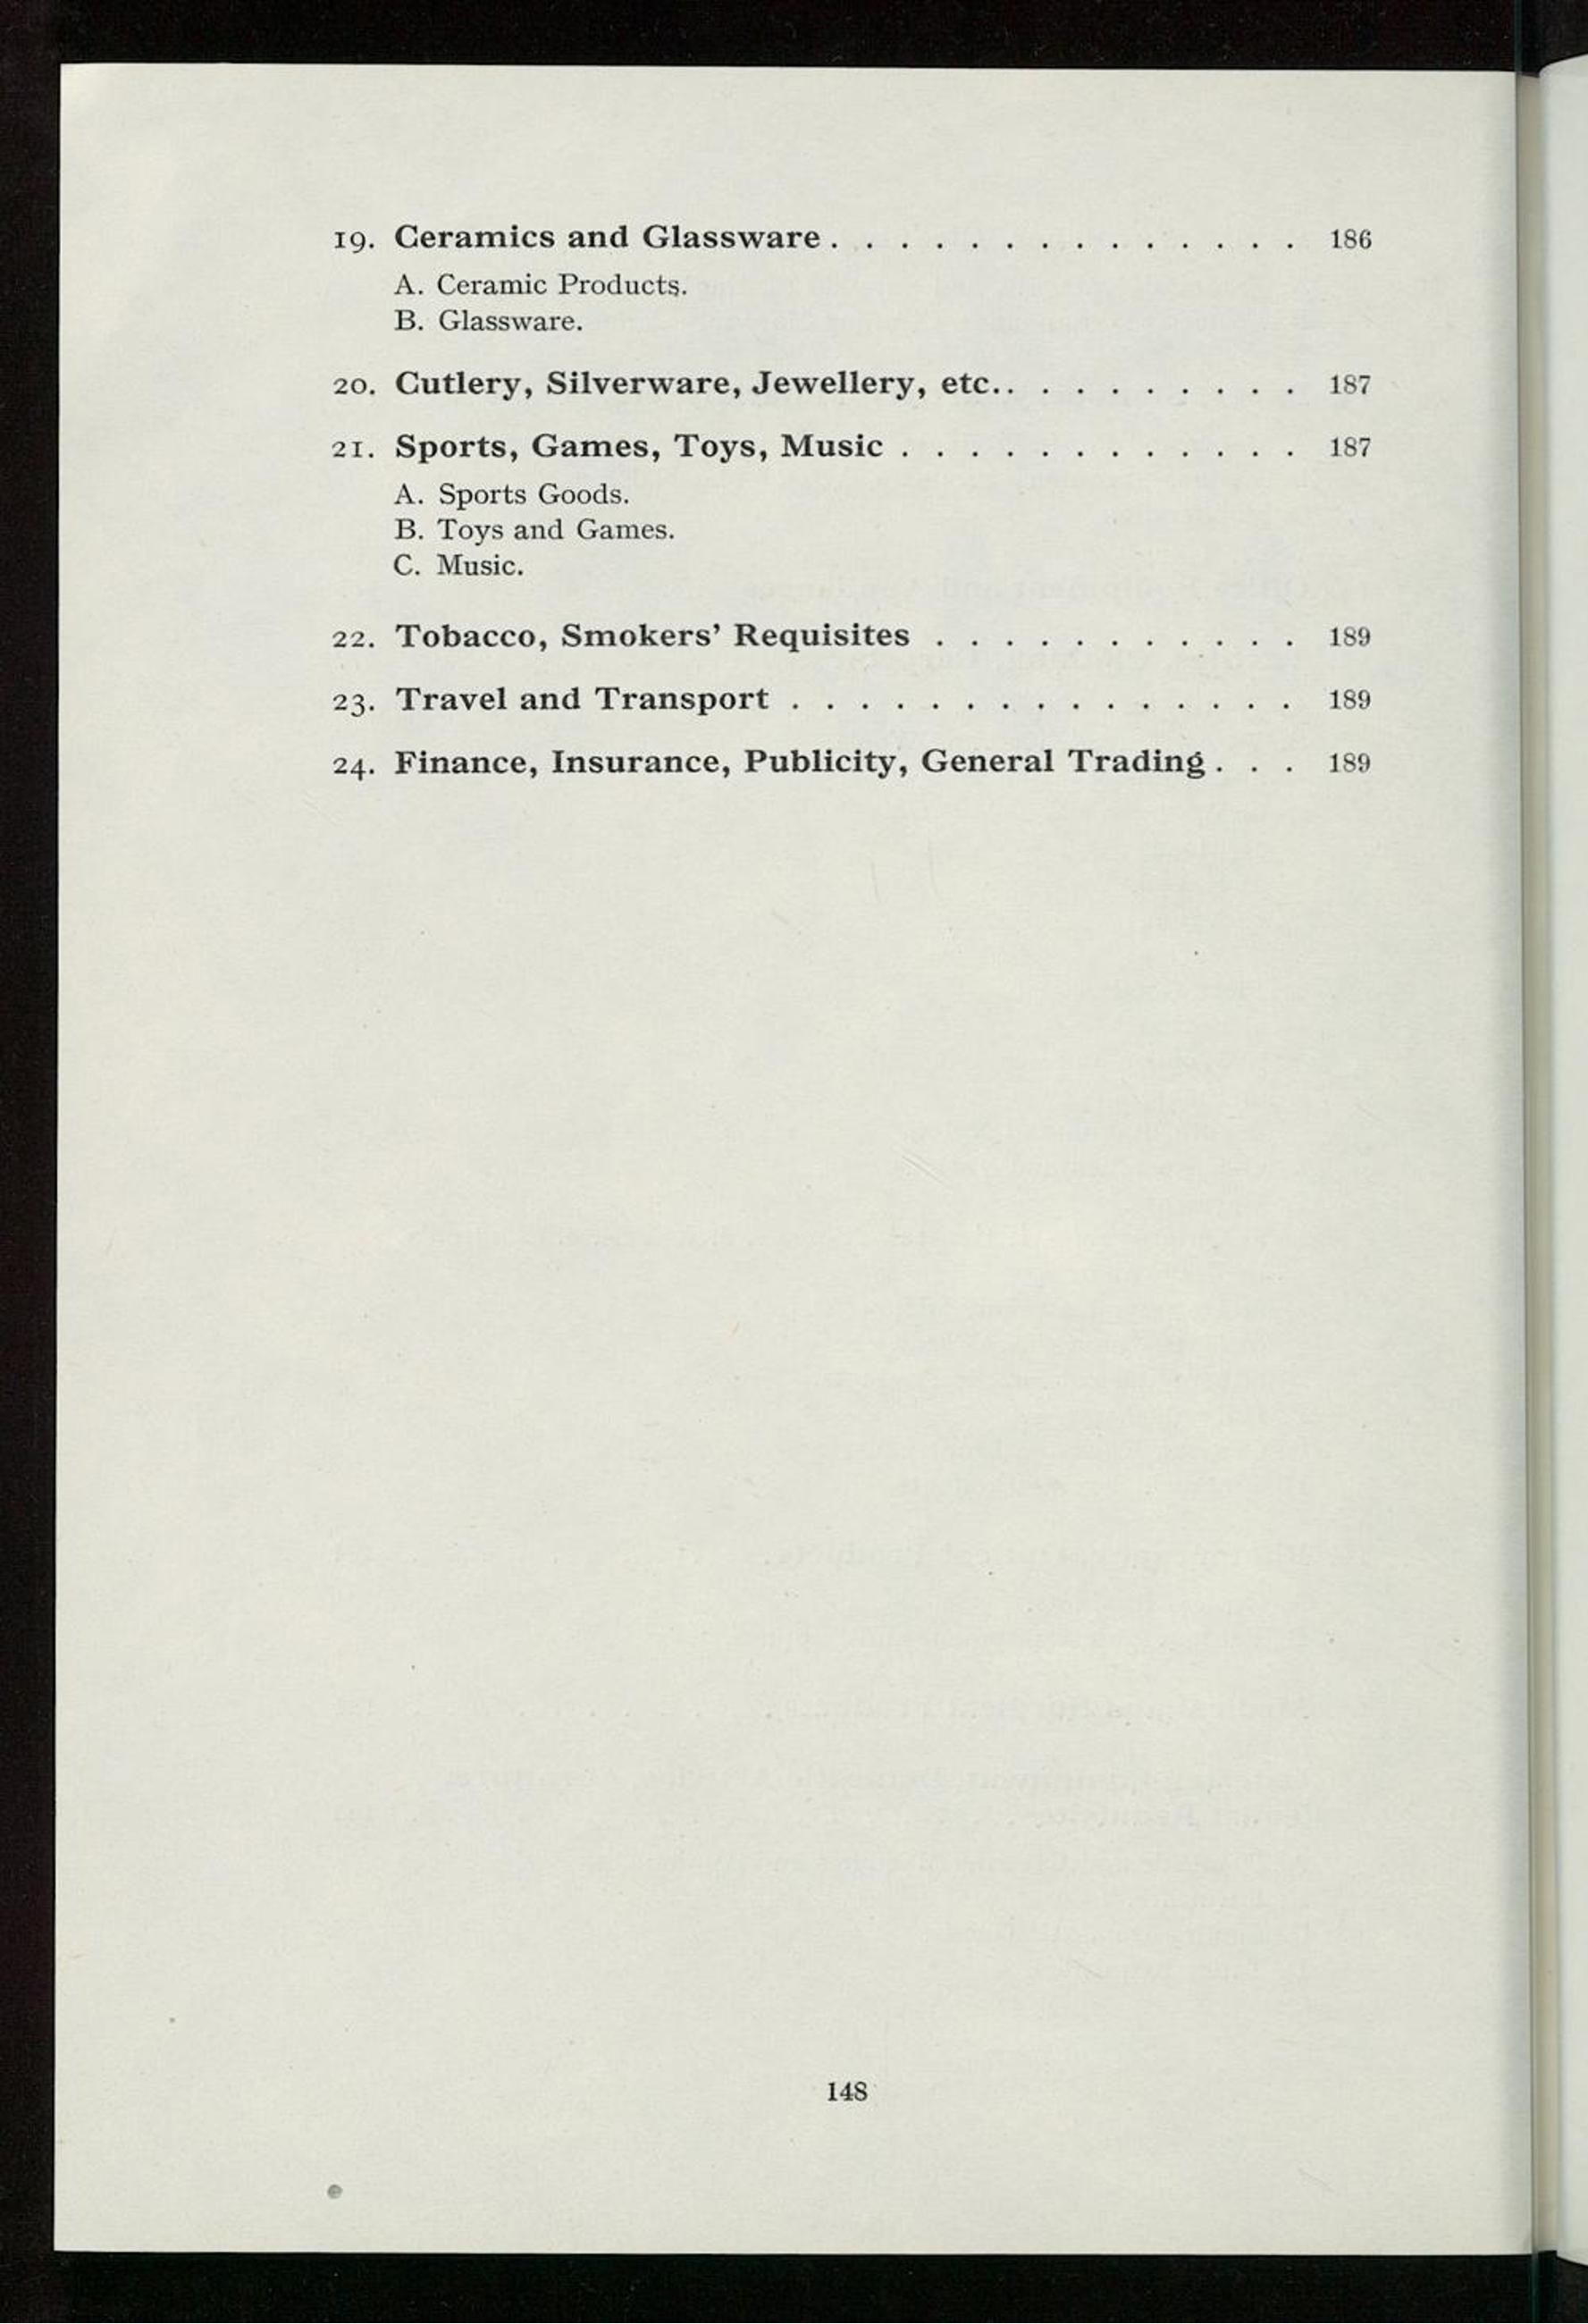 19. Ceramics and Glassware. . . . . . . . . . . . . . 186
A. Ceramic Products.
B. Glassware.
20. Cutlery, Silverware, Jewellery, etc.. . . . . . . . . 187
21. Sports, Games, Toys, Music . . . . . . . . . . . . 187
A. Sports Goods.
B. Toys and Games.
C. Music.
22. Tobacco, Smokers’ Requisites . . . . . . . . . . . 189
23. Travel and Transport . . . . . . . . . . . . . . . 189
24. Finance, Insurance, Publicity, General Trading . . . 189
148